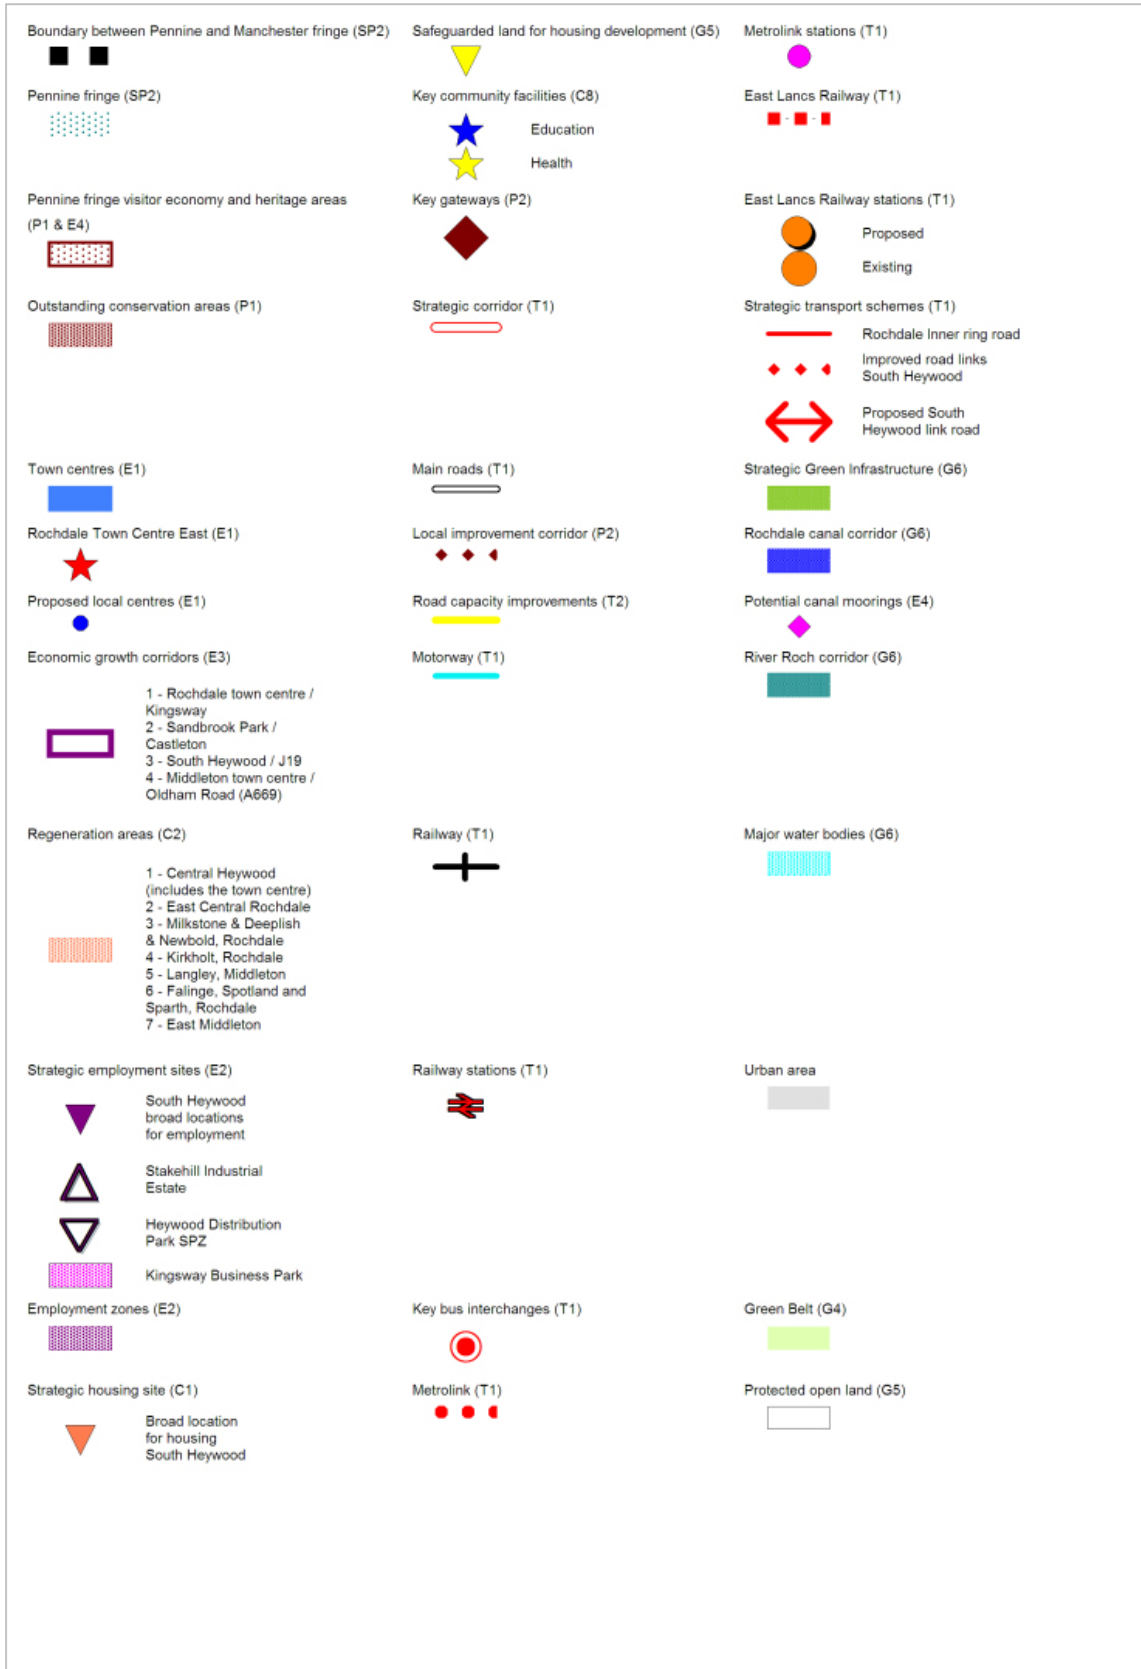 Boundary between Pennine and Manchester fringe (SP2)
Pennine fringe (SP2)
Pennine fringe visitor economy and heritage areas
(P1 & E4)
Outstanding conservation areas (P1)
Town centres (E1)
Rochdale Town Centre East (E1)
Proposed local centres (E1)
Economic growth corridors (E3)
1 - Rochdale town centre /
Kingsway
2 - Sandbrook Park /
Castleton
3 - South Heywood / J19
4 - Middleton town centre /
Oldham Road (A669)
Regeneration areas (C2)
1 - Central Heywood
(includes the town centre)
2 - East Central Rochdale
3 - Milkstone & Deeplish
& Newbold, Rochdale
4 - Kirkholt, Rochdale
5 - Langley, Middleton
6 - Falinge, Spotland and
Sparth, Rochdale
7 - East Middleton
Strategic employment sites (E2)
South Heywood
broad locations
for employment
Stakehill Industrial
Estate
Heywood Distribution
Park SPZ
Kingsway Business Park
Employment zones (E2)
Strategic housing site (C1)
Broad location
for housing
South Heywood
Safeguarded land for housing development (G5)
Key community facilities (C8)
Education
Health
Key gateways (P2)
Strategic corridor (T1)
Main roads (T1)
Local improvement corridor (P2)
Road capacity improvements (T2)
Motorway (T1)
Railway (T1)
Railway stations (T1)
Key bus interchanges (T1)
Metrolink (T1)
Metrolink stations (T1)
East Lancs Railway (T1)
East Lancs Railway stations (T1)
Proposed
Existing
Strategic transport schemes (T1)
Rochdale Inner ring road
Improved road links
South Heywood
Proposed South
Heywood link road
Strategic Green Infrastructure (G6)
Rochdale canal corridor (G6)
Potential canal moorings (E4)
River Roch corridor (G6)
Major water bodies (G6)
Urban area
Green Belt (G4)
Protected open land (G5)